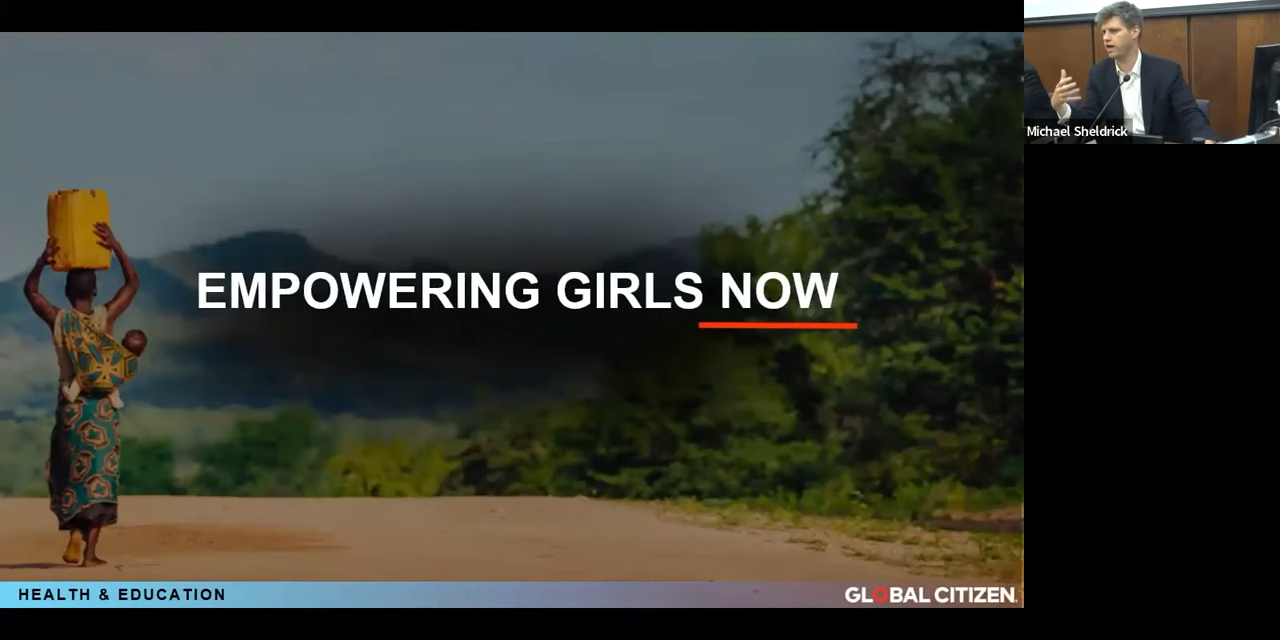 Michael Sheldrick
EMPOWERING GIRLS NOW
HEALTH & EDUCATION
GLOBAL CITIZEN.